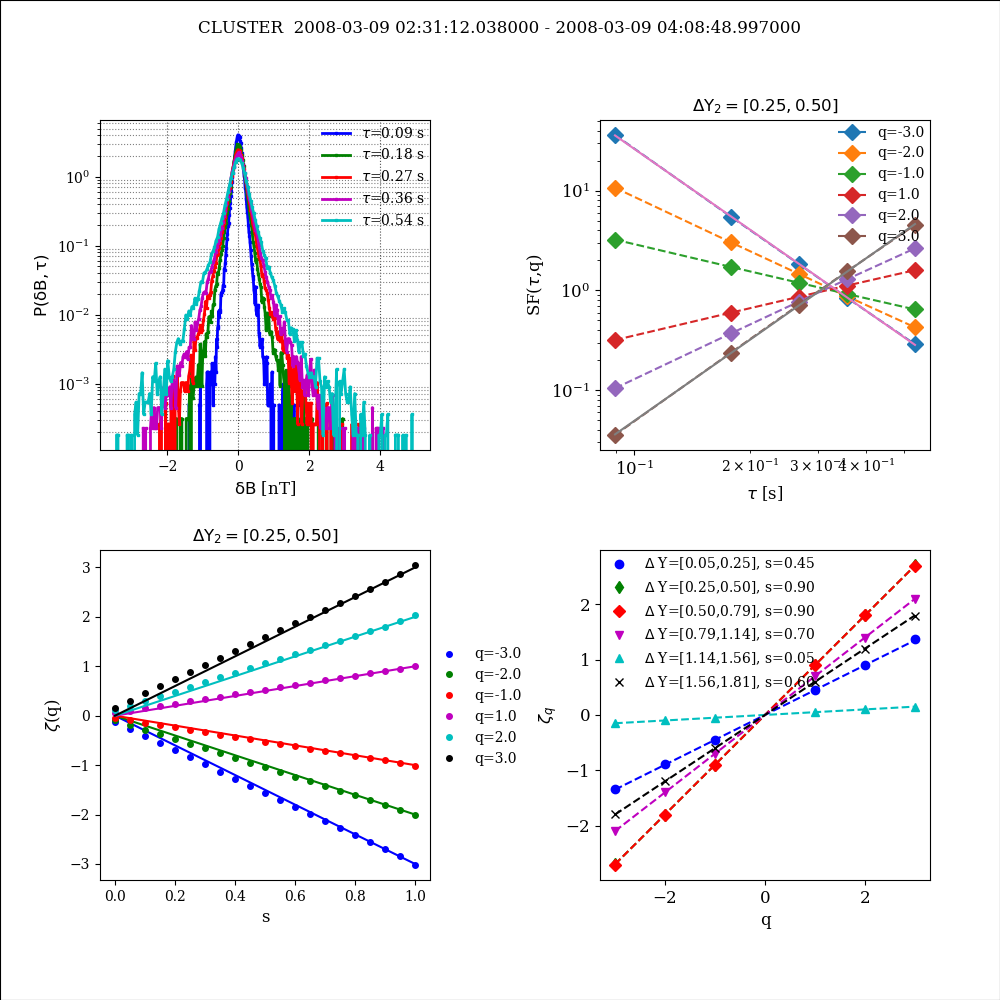 CLUSTER  2008-03-09 02:31:12.038000 - 2008-03-09 04:08:48.997000
P(δB, τ)
10⁰
10⁻¹
10⁻²
10⁻³
τ=0.09 s
τ=0.18 s
τ=0.27 s
τ=0.36 s
τ=0.54 s
−2 0 2 4
δB [nT]
ΔY₂ = [0.25, 0.50]
SF(τ,q)
10¹
10⁰
10⁻¹
q=-3.0
q=-2.0
q=-1.0
q=1.0
q=2.0
q=3.0
10⁻¹ 2×10⁻¹ 3×10⁻¹ 4×10⁻¹
τ [s]
ΔY₂ = [0.25, 0.50]
ζ(q)
3
2
1
0
−1
−2
−3
0.0 0.2 0.4 0.6 0.8 1.0
s
q=-3.0
q=-2.0
q=-1.0
q=1.0
q=2.0
q=3.0
ζq
2
1
0
−1
−2
Δ Y=[0.05,0.25], s=0.45
Δ Y=[0.25,0.50], s=0.90
Δ Y=[0.50,0.79], s=0.90
Δ Y=[0.79,1.14], s=0.70
Δ Y=[1.14,1.56], s=0.05
Δ Y=[1.56,1.81], s=0.60
−2 0 2
q